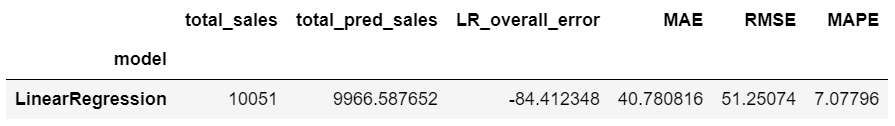 total_sales total_pred_sales LR_overall_error MAE RMSE MAPE
model
LinearRegression 10051 9966.587652 -84.412348 40.780816 51.25074 7.07796